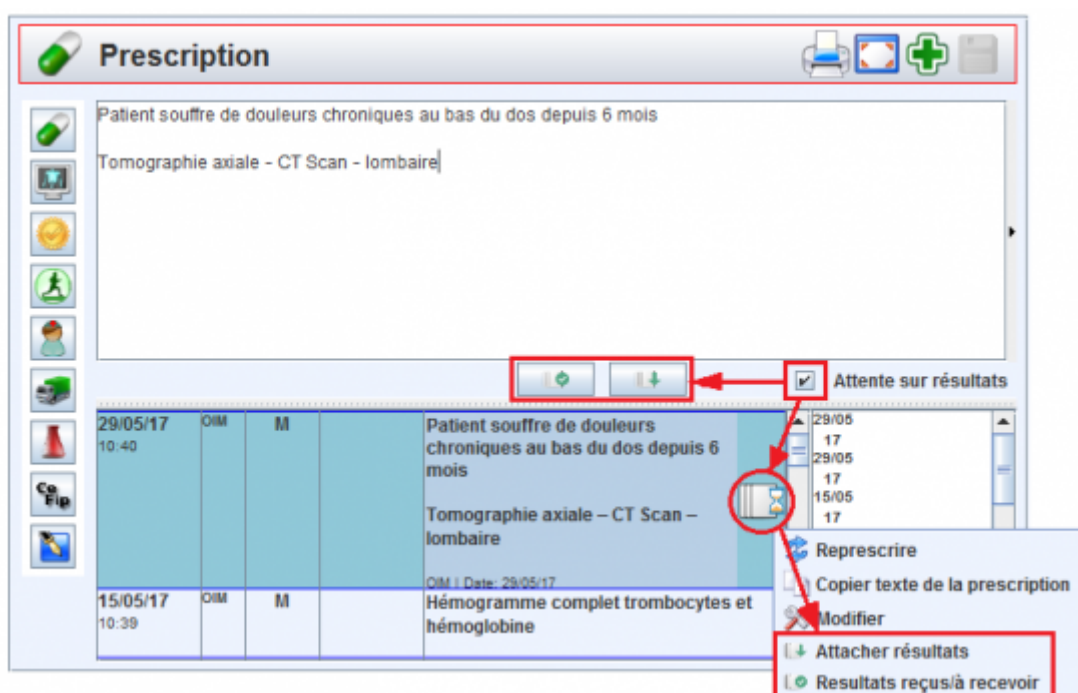 Prescription
Patient souffre de douleurs chroniques au bas du dos depuis 6 mois
Tomographie axiale - CT Scan - lombaire
Attente sur résultats
29/05/17 OIM M Patient souffre de douleurs
10:40 chroniques au bas du dos depuis 6
mois
Tomographie axiale – CT Scan –
lombaire
OIM | Date: 29/05/17
15/05/17 OIM M Hémogramme complet trombocytes et
10:39 hémoglobine
29/05
17
29/05
17
15/05
17
Represcrire
Copier texte de la prescription
Modifier
Attacher résultats
Resultats reçus/à recevoir
Ce
Fip